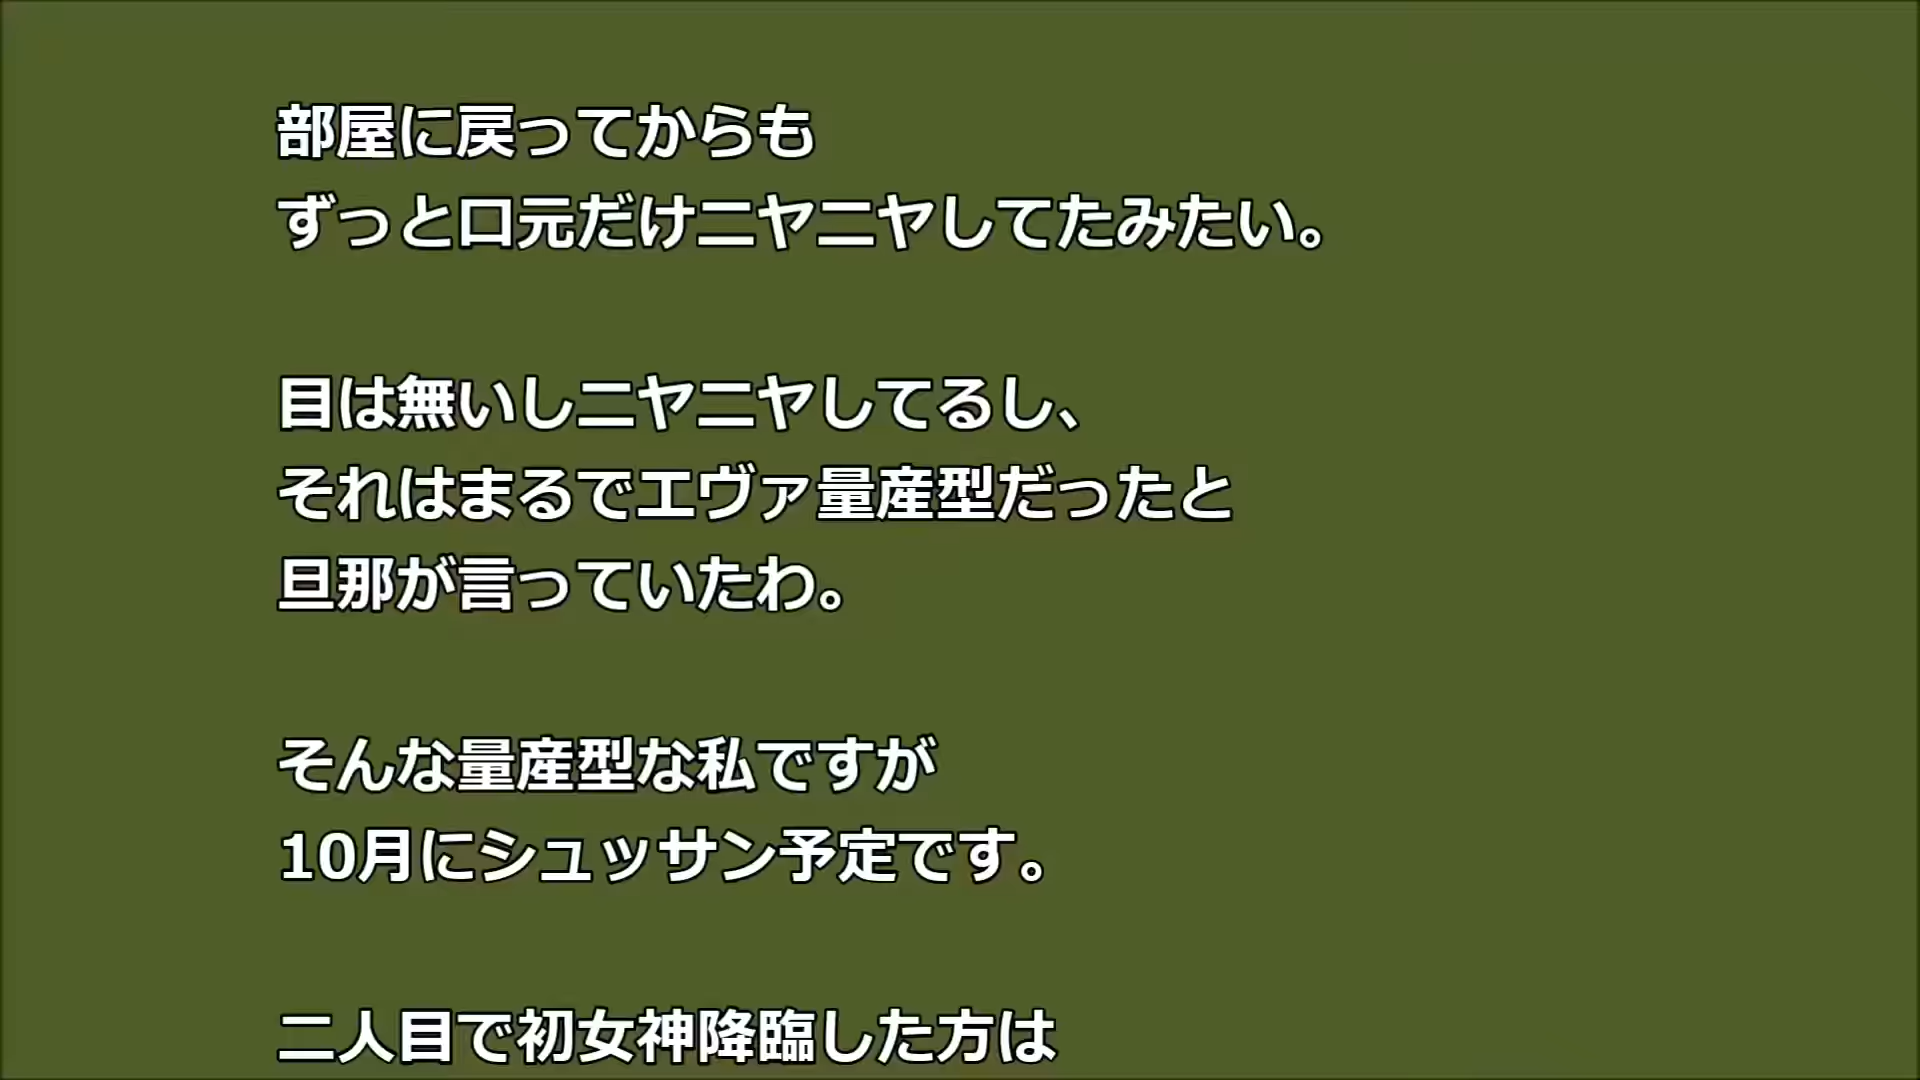 部屋に戻ってからも
ずっと口元だけニヤニヤしてたみたい。
目は無いしニヤニヤしてるし、
それはまるでエヴァ量産型だったと
旦那が言っていたわ。
そんな量産型な私ですが
10月にシュッサン予定です。
二人目で初女神降臨した方は